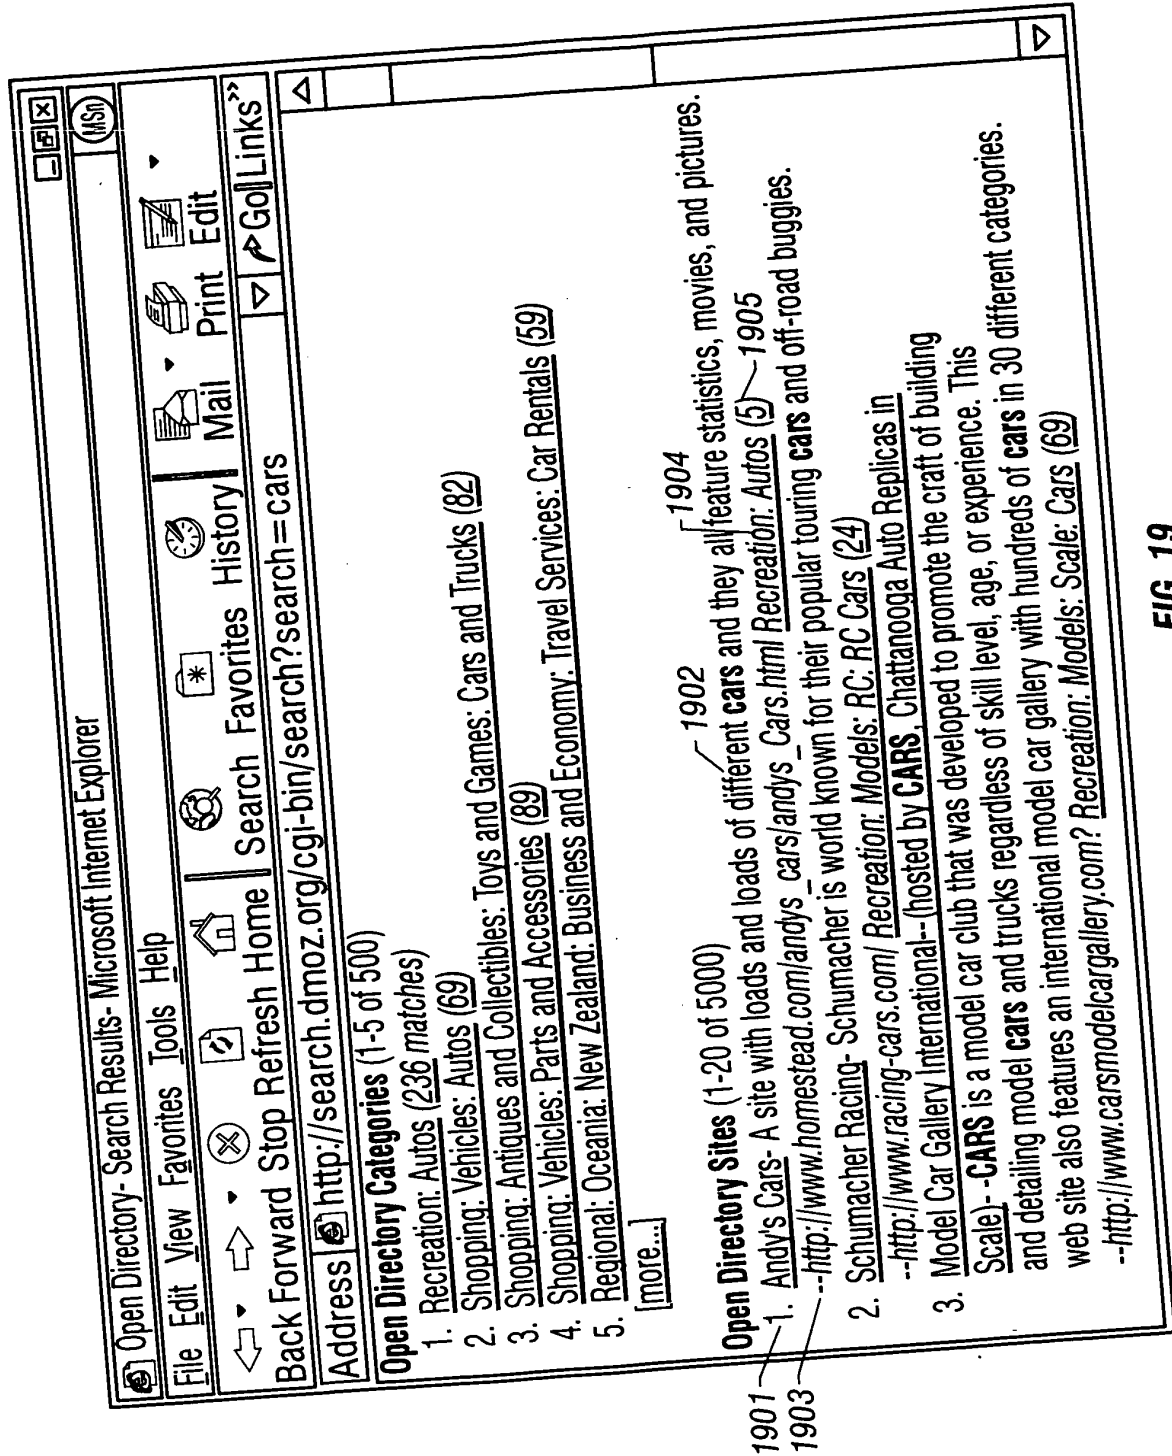 Open Directory- Search Results- Microsoft Internet Explorer
File Edit View Favorites Tools Help
MSn
Back Forward Stop Refresh Home Search Favorites History Mail Print Edit
Address http://search.dmoz.org/cgi-bin/search?search=cars Go Links»
Open Directory Categories (1-5 of 500)
1. Recreation: Autos (236 matches)
2. Shopping: Vehicles: Autos (69)
3. Shopping: Antiques and Collectibles: Toys and Games: Cars and Trucks (82)
4. Shopping: Vehicles: Parts and Accessories (89)
5. Regional: Oceania: New Zealand: Business and Economy: Travel Services: Car Rentals (59)
[more...]
1902
1904
Open Directory Sites (1-20 of 5000)
1901
1. Andy's Cars- A site with loads and loads of different cars and they all feature statistics, movies, and pictures.
1903
--http://www.homestead.com/andys_cars/andys_Cars.html Recreation: Autos (5)
1905
2. Schumacher Racing- Schumacher is world known for their popular touring cars and off-road buggies.
--http://www.racing-cars.com/ Recreation: Models: RC: RC Cars (24)
3. Model Car Gallery International--(hosted by CARS, Chattanooga Auto Replicas in
Scale)- -CARS is a model car club that was developed to promote the craft of building
and detailing model cars and trucks regardless of skill level, age, or experience. This
web site also features an international model car gallery with hundreds of cars in 30 different categories.
--http://www.carsmodelcargallery.com? Recreation: Models: Scale: Cars (69)
FIG. 19